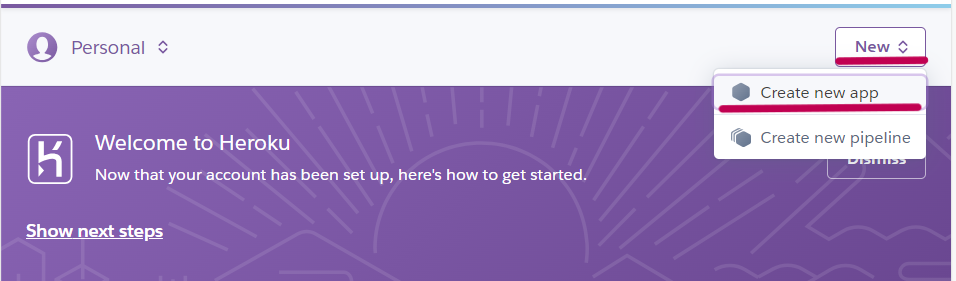 Personal
New
Create new app
Create new pipeline
Dismiss
Welcome to Heroku
Now that your account has been set up, here's how to get started.
Show next steps